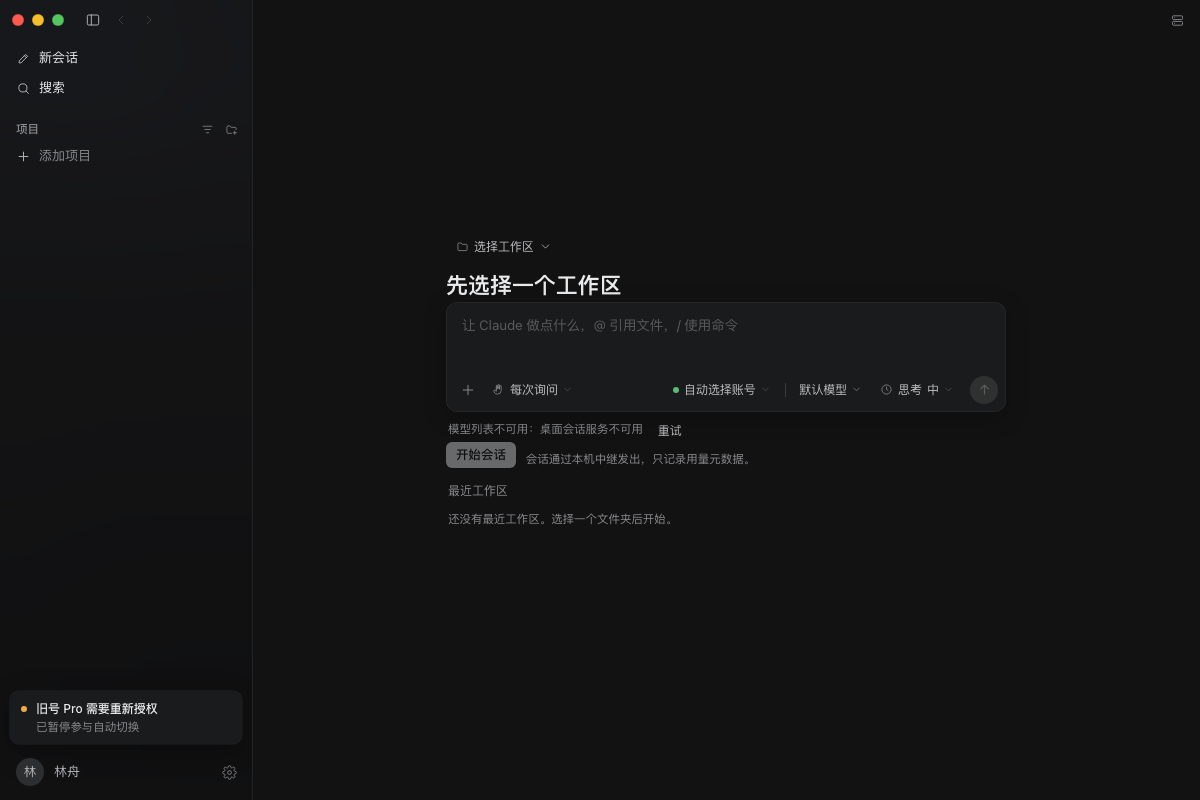 新会话
搜索
项目
添加项目
选择工作区
先选择一个工作区
让 Claude 做点什么，@ 引用文件，/ 使用命令
每次询问
自动选择账号
默认模型
思考 中
模型列表不可用：桌面会话服务不可用 重试
开始会话 会话通过本机中继发出，只记录用量元数据。
最近工作区
还没有最近工作区。选择一个文件夹后开始。
旧号 Pro 需要重新授权
已暂停参与自动切换
林 林舟